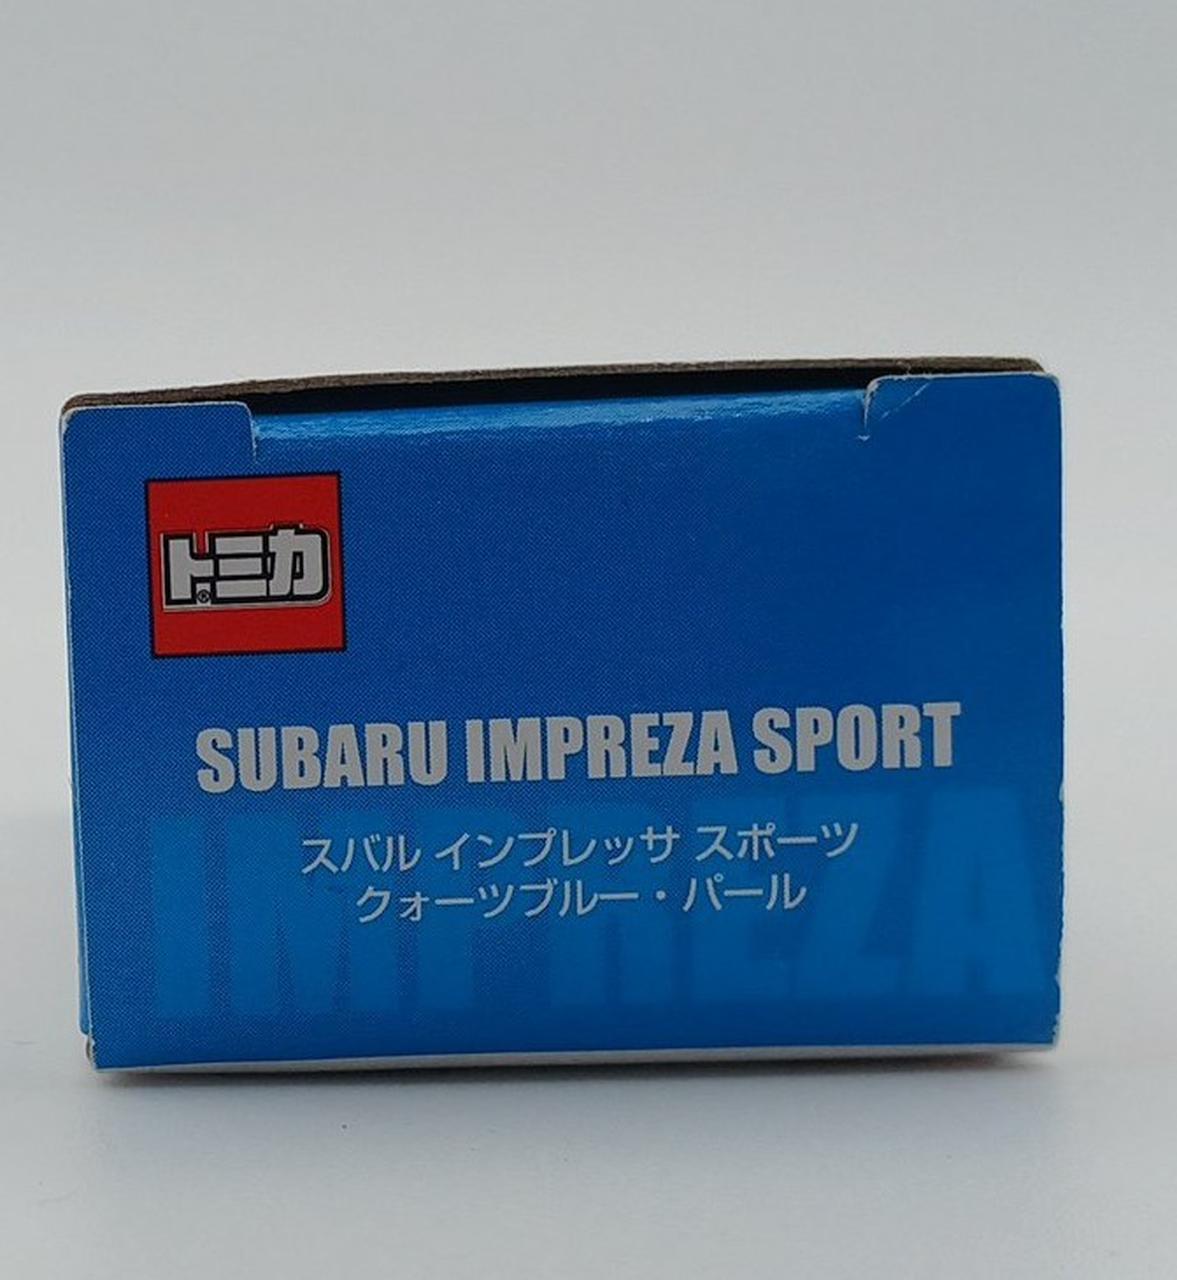 トミカ®
SUBARU IMPREZA SPORT
IMPREZA
スバル インプレッサ スポーツ
クォーツブルー・パール